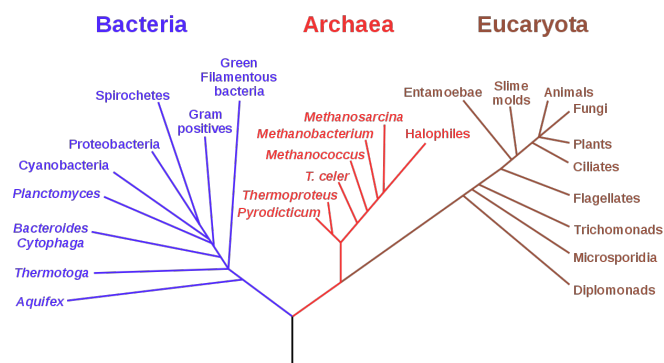 Bacteria
Archaea
Eucaryota
Green
Filamentous
bacteria
Spirochetes
Gram
positives
Proteobacteria
Cyanobacteria
Planctomyces
Bacteroides
Cytophaga
Thermotoga
Aquifex
Methanosarcina
Methanobacterium
Halophiles
Methanococcus
T. celer
Thermoproteus
Pyrodicticum
Entamoebae
Slime
molds
Animals
Fungi
Plants
Ciliates
Flagellates
Trichomonads
Microsporidia
Diplomonads